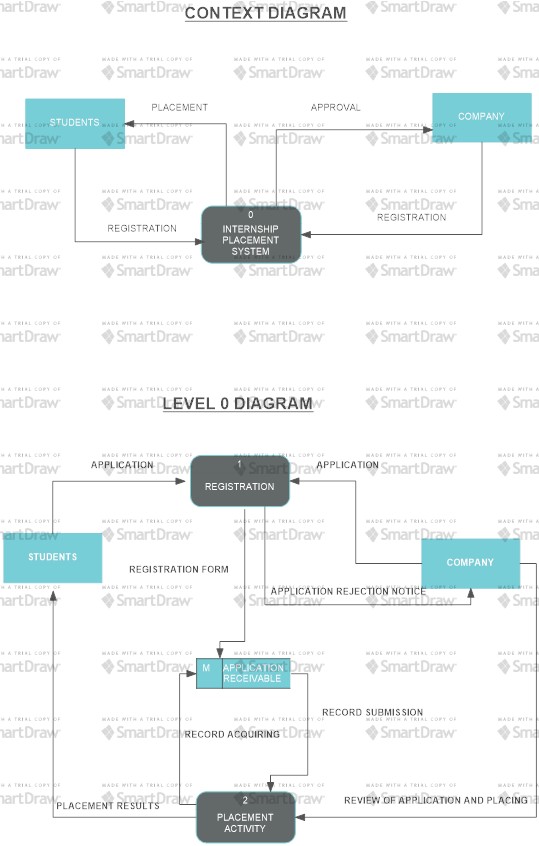 CONTEXT DIAGRAM
STUDENTS
PLACEMENT
APPROVAL
COMPANY
REGISTRATION
0
INTERNSHIP
PLACEMENT
SYSTEM
REGISTRATION
LEVEL 0 DIAGRAM
APPLICATION
1
REGISTRATION
APPLICATION
STUDENTS
REGISTRATION FORM
COMPANY
APPLICATION REJECTION NOTICE
M
APPLICATION
RECEIVABLE
RECORD SUBMISSION
RECORD ACQUIRING
PLACEMENT RESULTS
2
PLACEMENT
ACTIVITY
REVIEW OF APPLICATION AND PLACING
MADE WITH A TRIAL COPY OF
SmartDraw